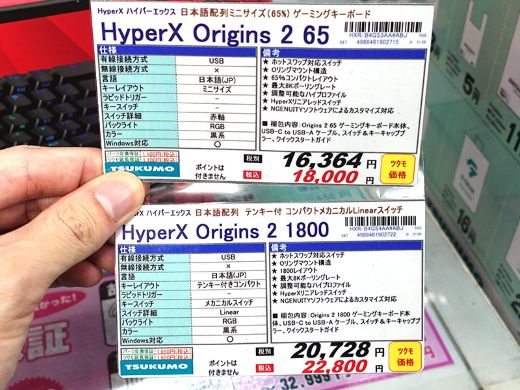 HyperX ハイパーエックス 日本語配列ミニサイズ(65%) ゲーミングキーボード
HyperX Origins 2 65
HXR B4QS3AA#ABJ
4988481902715
仕様
有線接続方式 USB
無線接続方式 ×
言語 日本語(JP)
キーレイアウト ミニサイズ
ラピッドトリガー -
キースイッチ -
スイッチ詳細 赤軸
バックライト RGB
カラー 黒系
Windows対応 〇
備考
★ ホットスワップ対応スイッチ
★ Oリングマウント構造
★ 65%コンパクトレイアウト
★ 最大8Kポーリングレート
★ 調整可能なハイプロファイル
★ HyperXリニアレッドスイッチ
★ NGENUITYソフトウェアによるカスタマイズ対応
■ 梱包内容：Origins 2 65 ゲーミングキーボード本体、
USB-C to USB-A ケーブル、スイッチ＆キーキャッププ
ラー、クイックスタートガイド
TSUKUMO
ポイントは
付きません
税別 16,364 円
税込 18,000 円
ツクモ
価格
HyperX ハイパーエックス 日本語配列 テンキー付 コンパクトメカニカルLinearスイッチ
HyperX Origins 2 1800
HXR B4QS4AA#ABJ
4988481902722
仕様
有線接続方式 USB
無線接続方式 ×
言語 日本語(JP)
キーレイアウト テンキー付きコンパクト
ラピッドトリガー
キースイッチ メカニカルスイッチ
スイッチ詳細 Linear
バックライト RGB
カラー 黒系
Windows対応 〇
備考
★ ホットスワップ対応スイッチ
★ Oリングマウント構造
★ 1800レイアウト
★ 最大8Kポーリングレート
★ 調整可能なハイプロファイル
★ HyperXリニアレッドスイッチ
★ NGENUITYソフトウェアによるカスタマイズ対応
■ 梱包内容：Origins 2 1800 ゲーミングキーボード本
体、USB-C to USB-A ケーブル、スイッチ＆キーキャッププ
ラー、クイックスタートガイド
TSUKUMO
ポイントは
付きません
税別 20,728 円
税込 22,800 円
ツクモ
価格